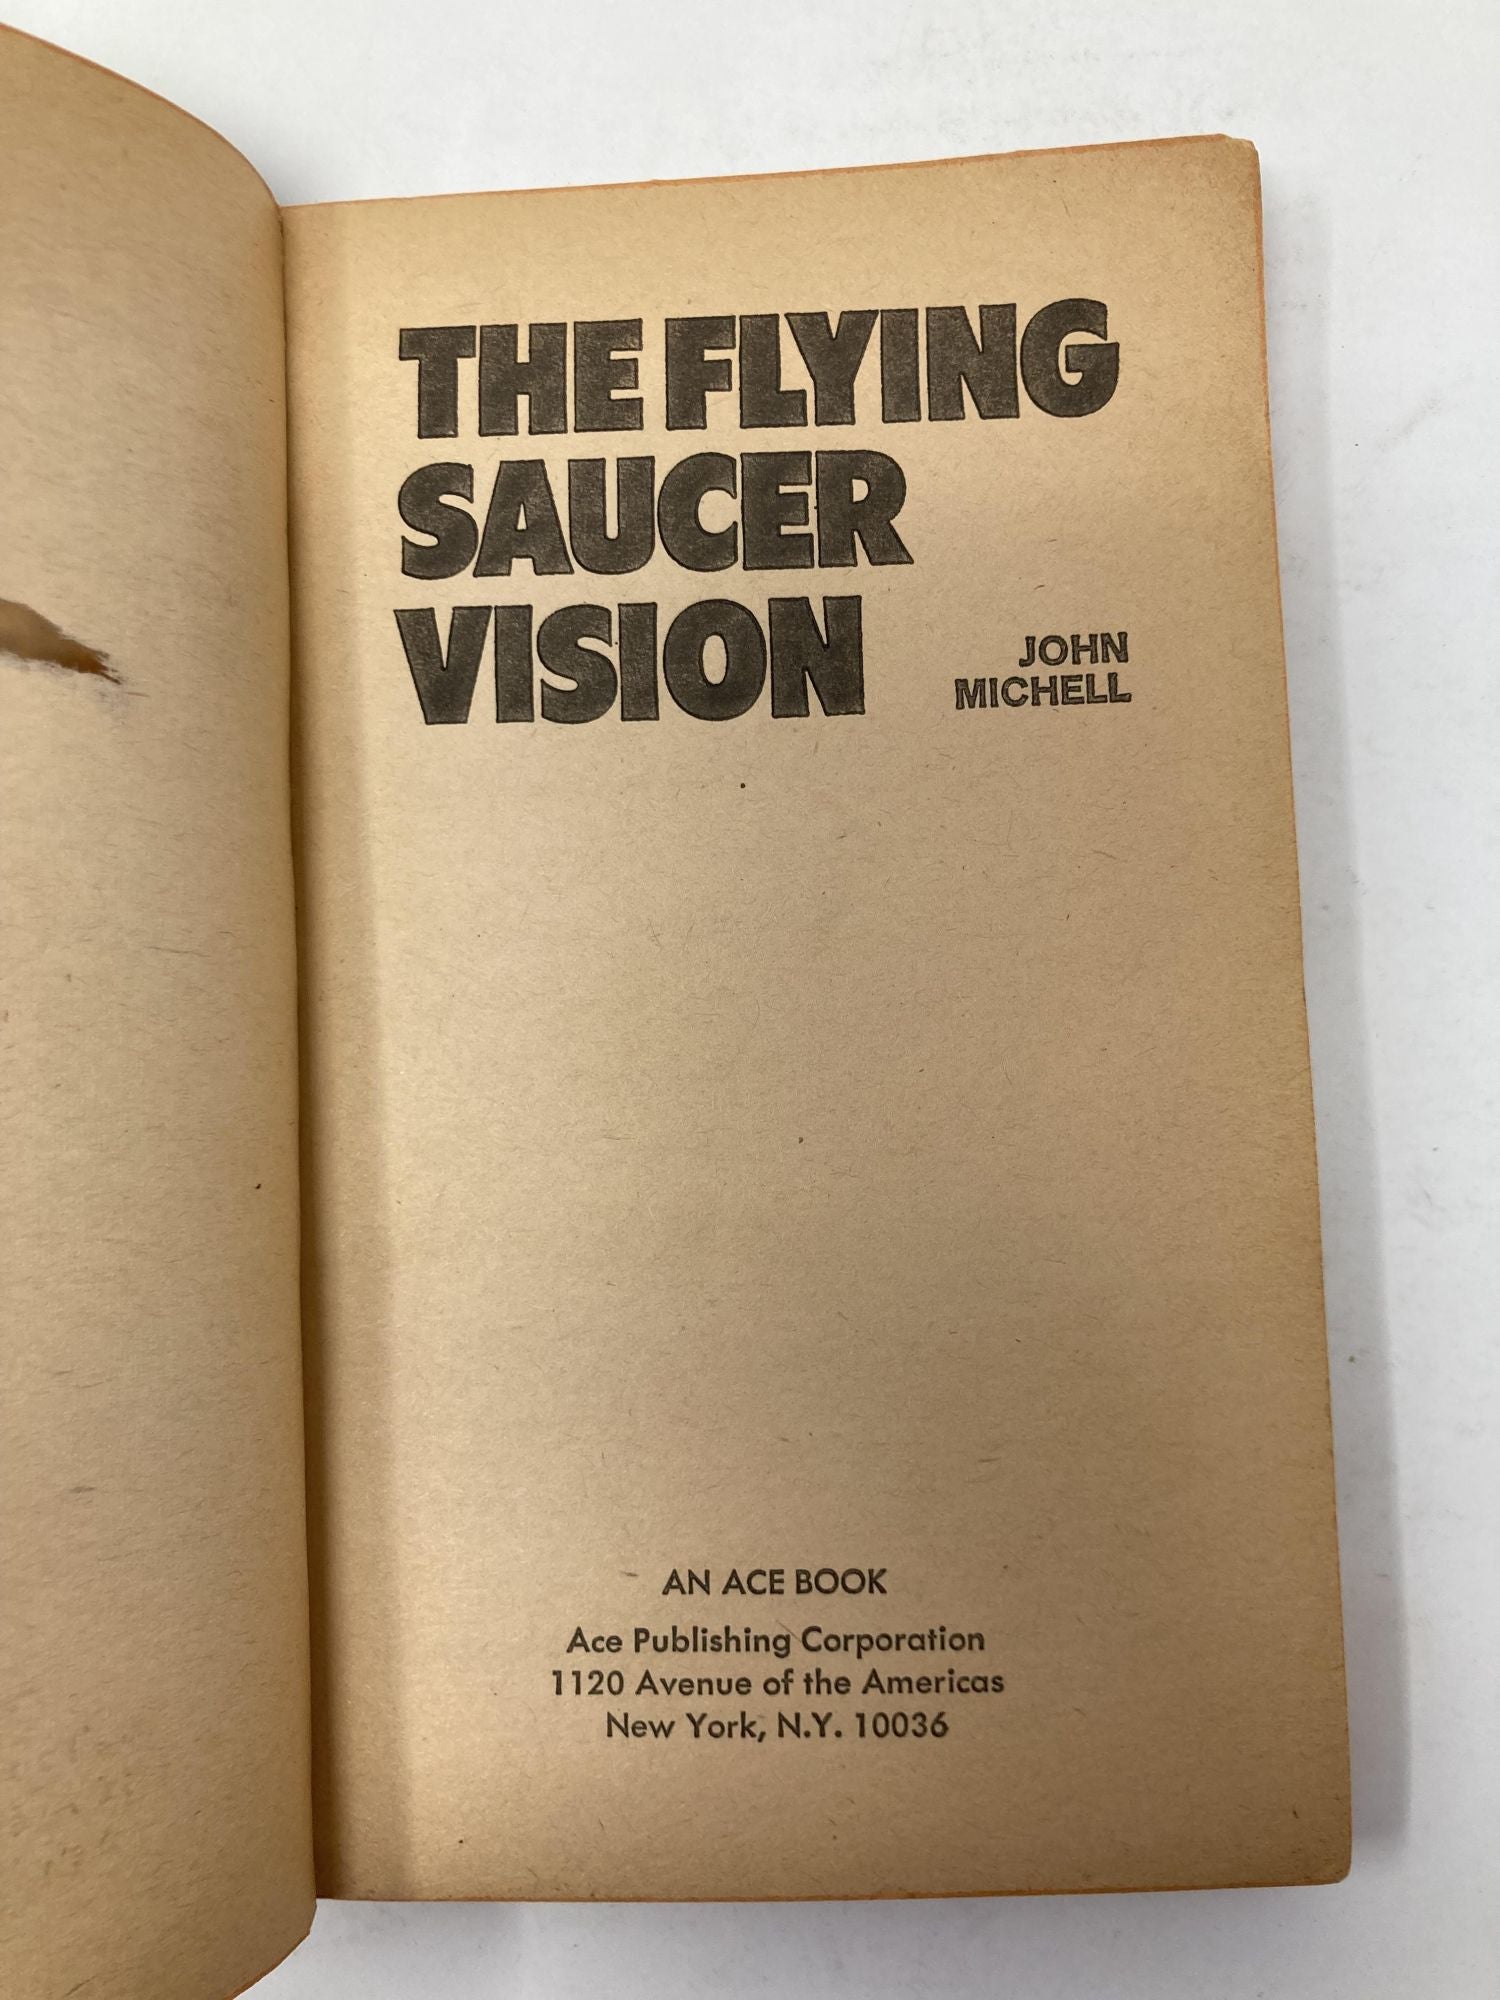 THE FLYING
SAUCER
VISION
JOHN
MICHELL
AN ACE BOOK
Ace Publishing Corporation
1120 Avenue of the Americas
New York, N.Y. 10036